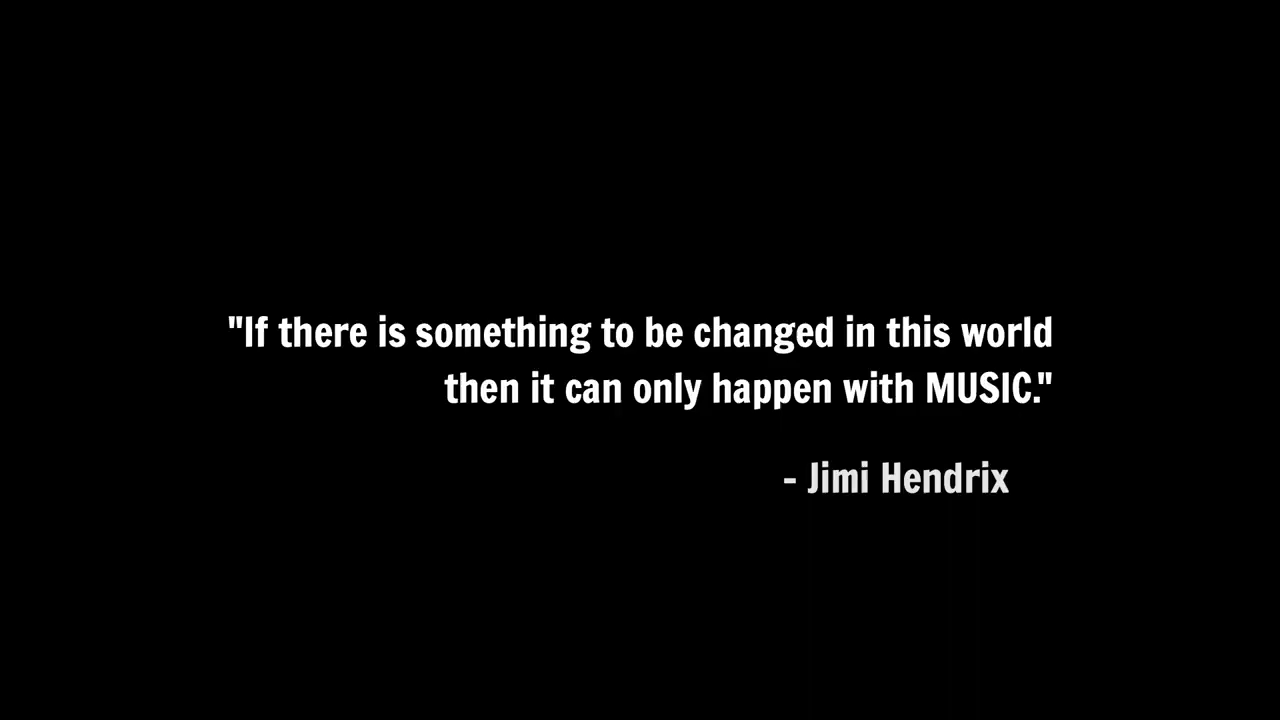 "If there is something to be changed in this world
then it can only happen with MUSIC."
- Jimi Hendrix